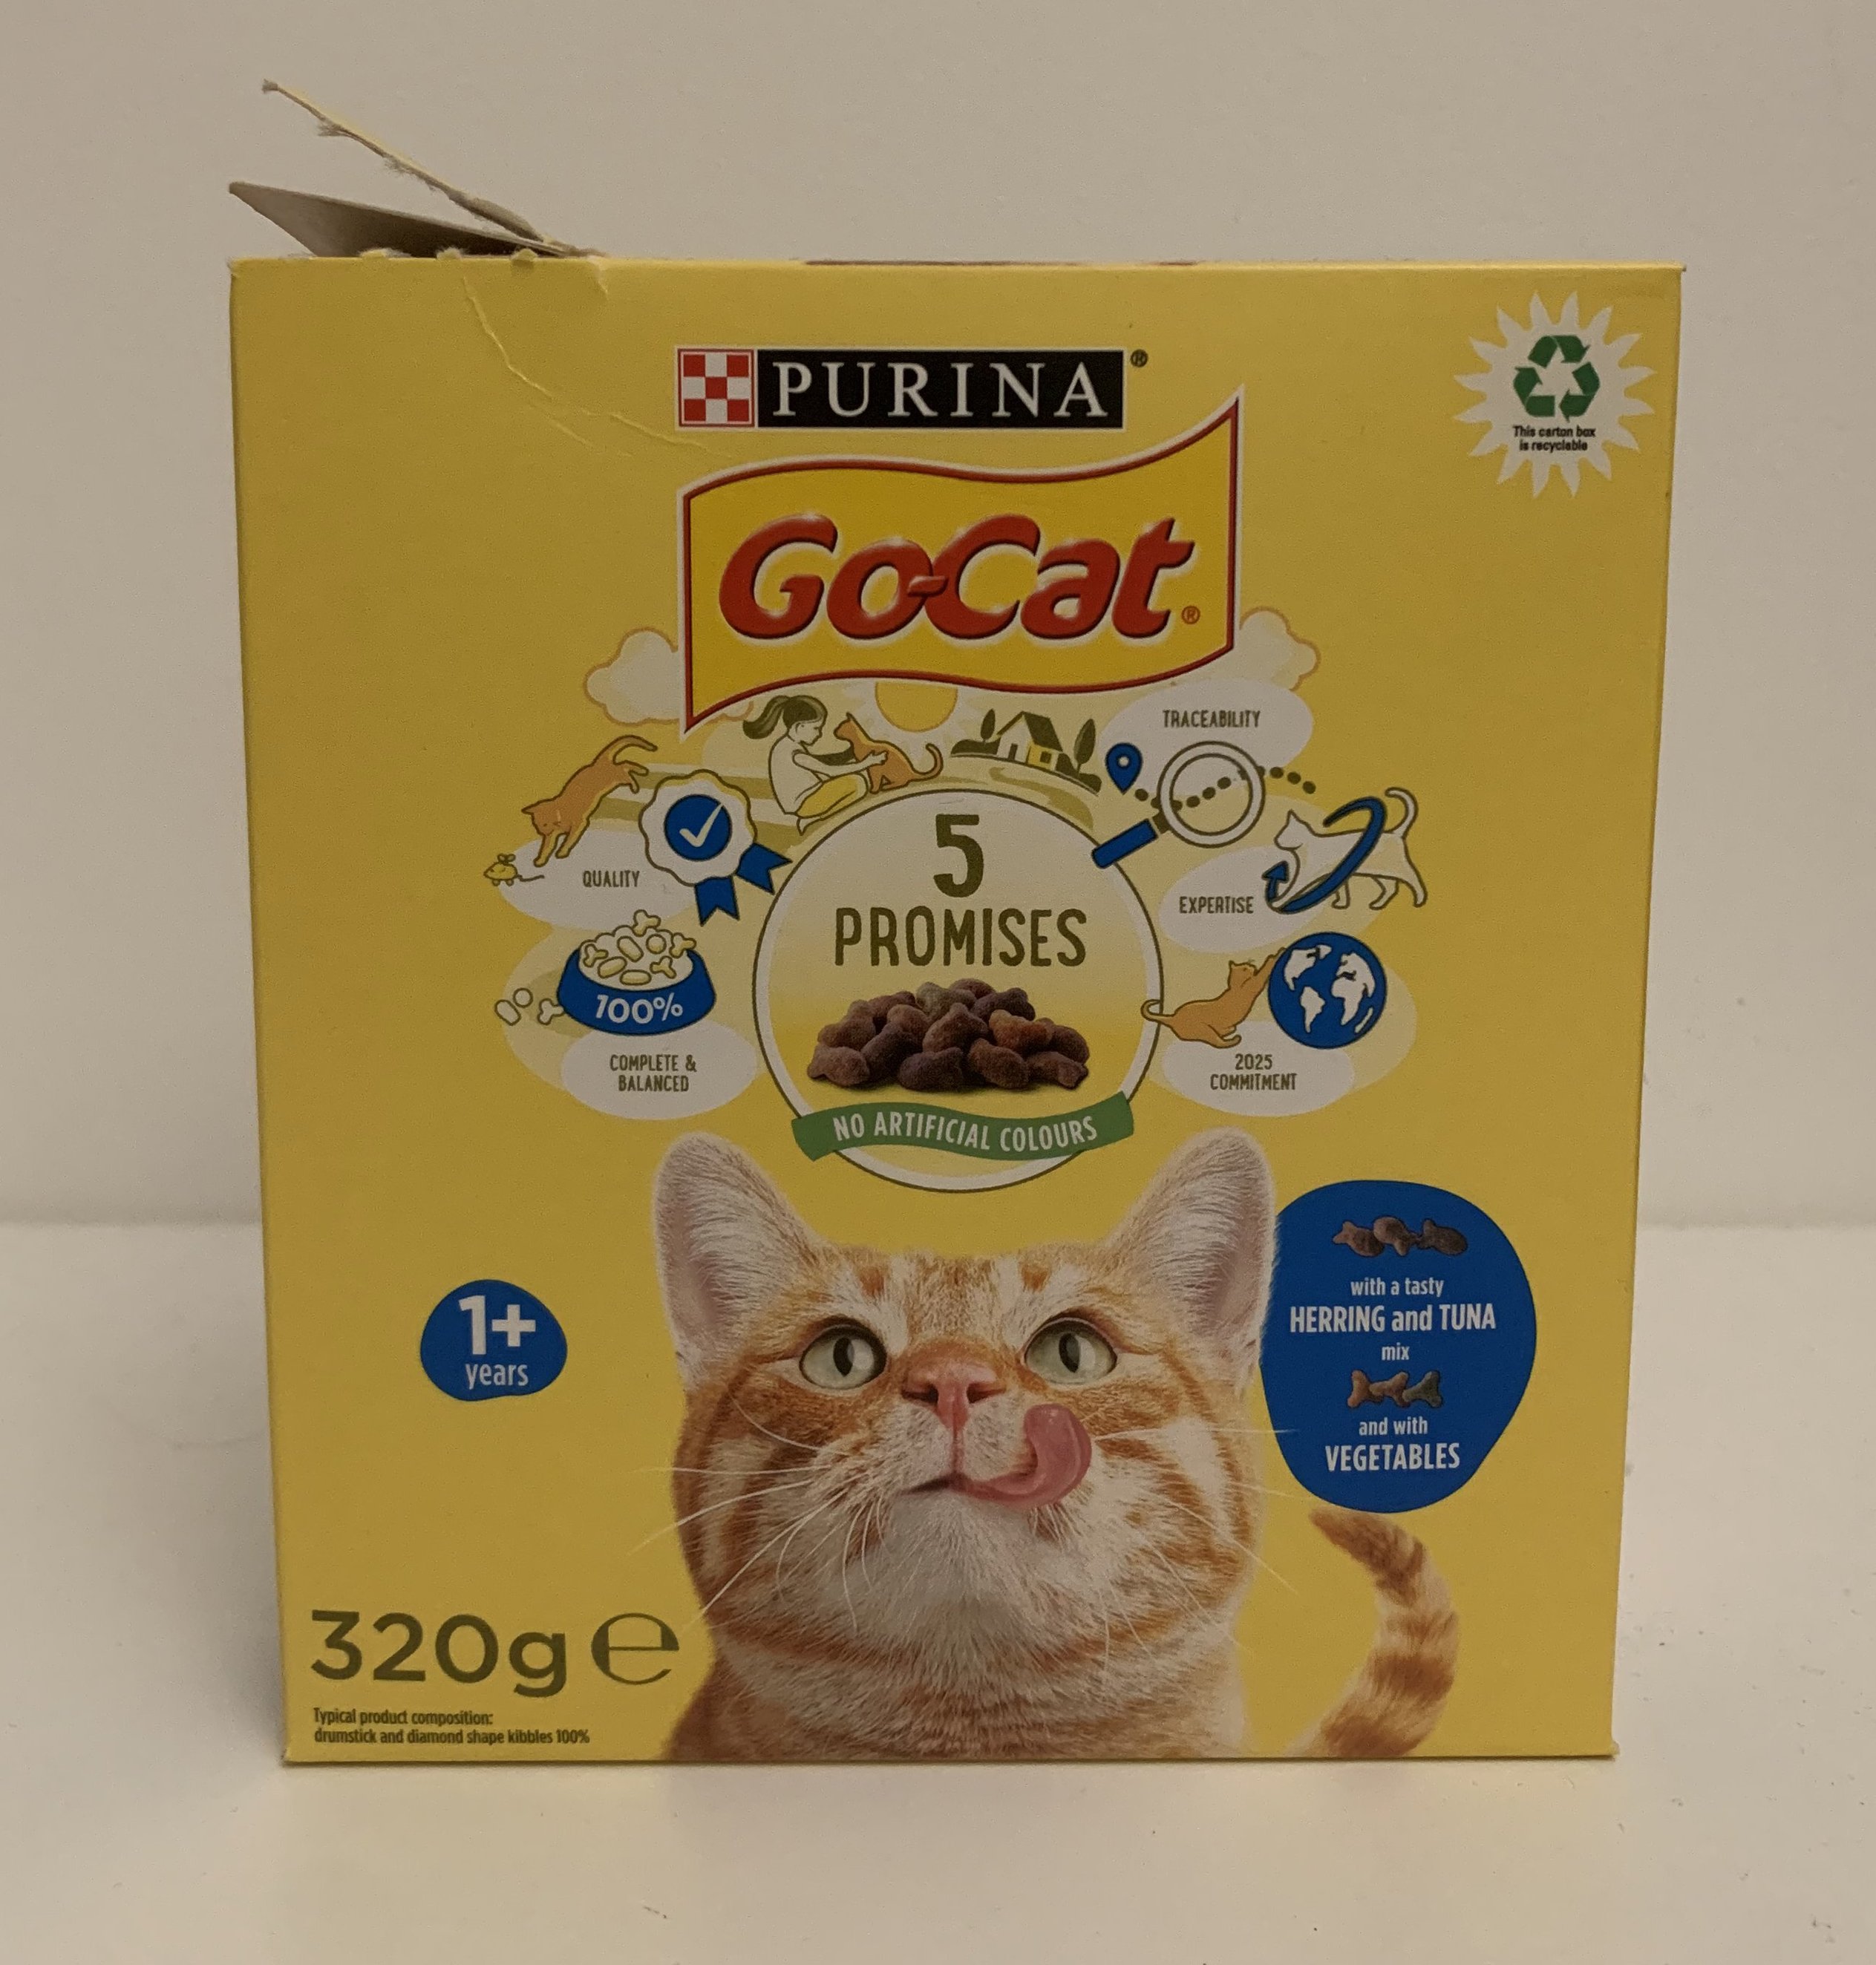 PURINA®
This carton box
is recyclable
Go-Cat®
TRACEABILITY
QUALITY
5
PROMISES
EXPERTISE
100%
COMPLETE &
BALANCED
2025
COMMITMENT
NO ARTIFICIAL COLOURS
1+
years
with a tasty
HERRING and TUNA
mix
and with
VEGETABLES
320g ℮
Typical product composition:
drumstick and diamond shape kibbles 100%